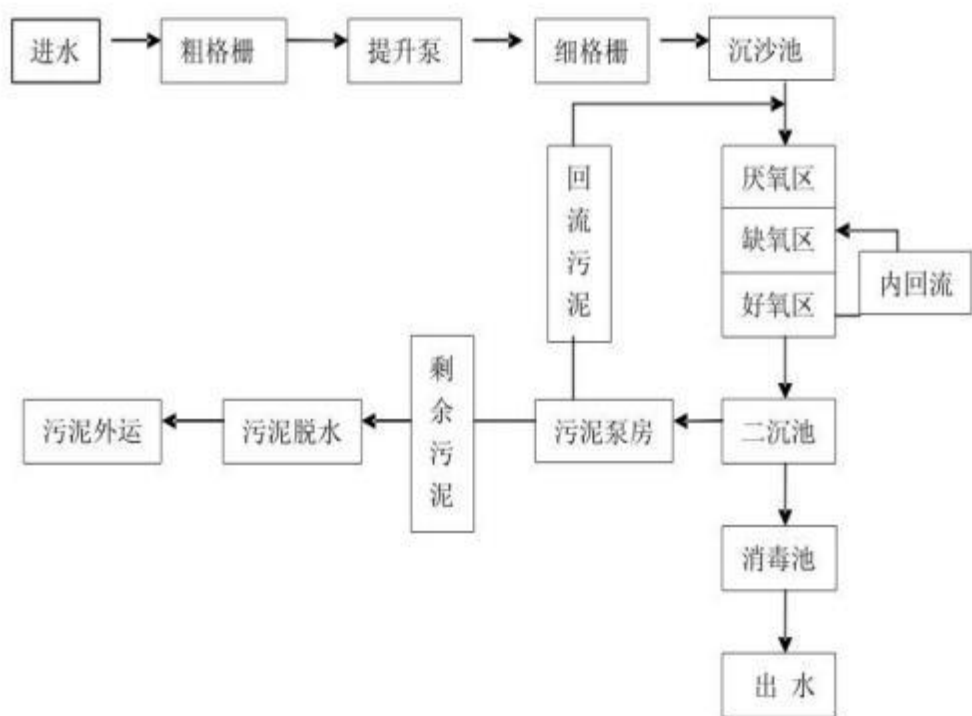 进水
粗格栅
提升泵
细格栅
沉沙池
回流污泥
厌氧区
缺氧区
内回流
好氧区
剩余污泥
污泥外运
污泥脱水
污泥泵房
二沉池
消毒池
出 水